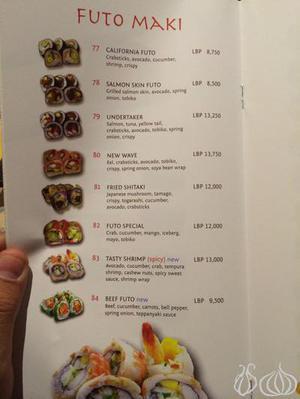 FUTO MAKI
77 CALIFORNIA FUTO LBP 8,750
Crabsticks, avocado, cucumber,
shrimp, crispy
78 SALMON SKIN FUTO LBP 8,500
Grilled salmon skin, avocado, spring
onion, tobiko
79 UNDERTAKER LBP 13,250
Salmon, tuna, yellow tail,
crabsticks, avocado, tobiko, spring
onion, crispy
80 NEW WAVE LBP 13,750
Eel, crabsticks, avocado, tobiko,
crispy, spring onion, soya bean wrap
81 FRIED SHITAKI LBP 12,000
Japanese mushroom, tamago,
crispy, togarashi, cucumber,
avocado, crabsticks
82 FUTO SPECIAL LBP 12,000
Crab, cucumber, mango, iceberg,
mayo, tobiko
83 TASTY SHRIMP (spicy) new LBP 13,000
Avocado, cucumber, crab, tempura
shrimp, cashew nuts, spicy sweet
sauce, shrimp wrap
84 BEEF FUTO new LBP 9,500
Beef, cucumber, carrots, bell pepper,
spring onion, teppanyaki sauce